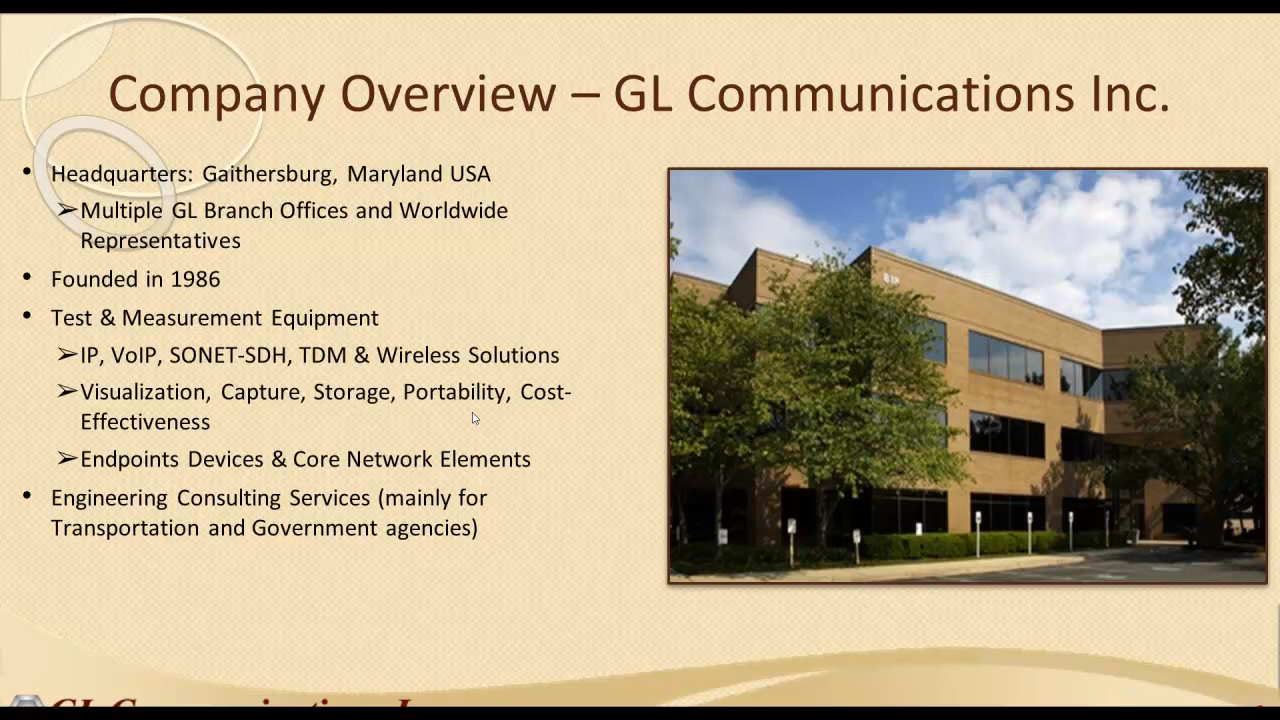 Company Overview – GL Communications Inc.
• Headquarters: Gaithersburg, Maryland USA
➢Multiple GL Branch Offices and Worldwide
Representatives
• Founded in 1986
• Test & Measurement Equipment
➢IP, VoIP, SONET-SDH, TDM & Wireless Solutions
➢Visualization, Capture, Storage, Portability, Cost-
Effectiveness
➢Endpoints Devices & Core Network Elements
• Engineering Consulting Services (mainly for
Transportation and Government agencies)